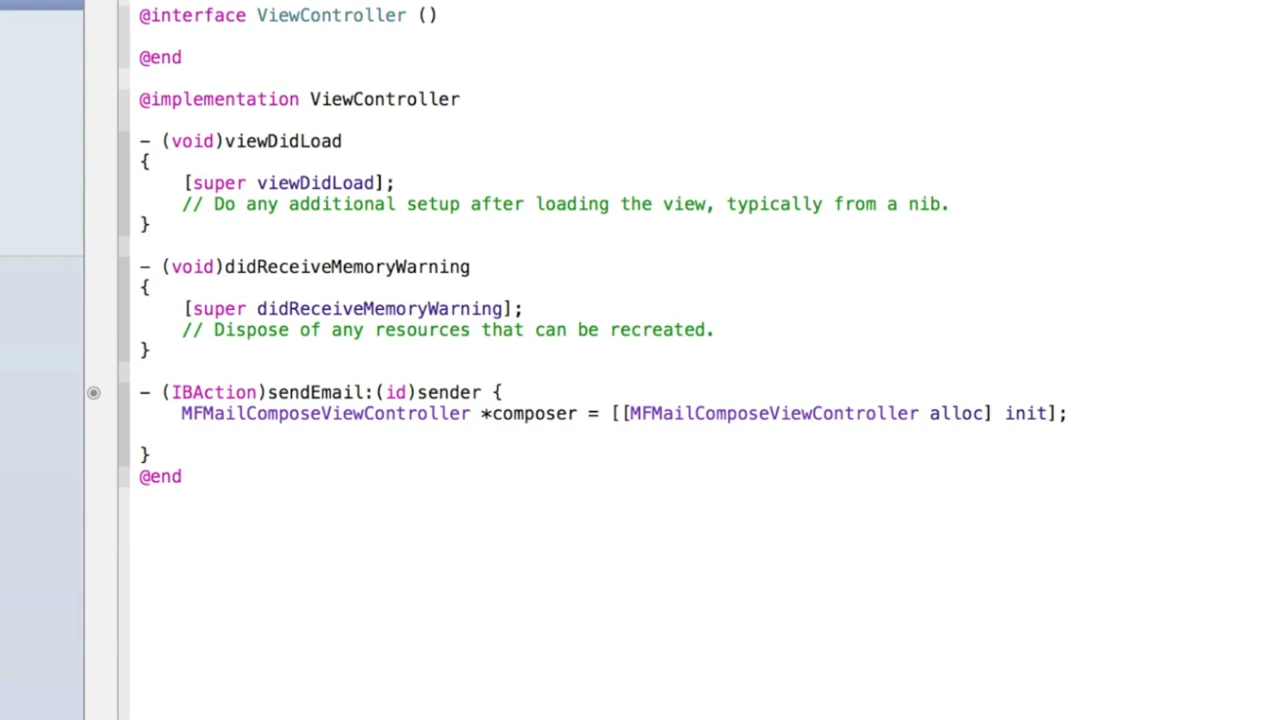 @interface ViewController ()
@end
@implementation ViewController
- (void)viewDidLoad
{
[super viewDidLoad];
// Do any additional setup after loading the view, typically from a nib.
}
- (void)didReceiveMemoryWarning
{
[super didReceiveMemoryWarning];
// Dispose of any resources that can be recreated.
}
- (IBAction)sendEmail:(id)sender {
MFMailComposeViewController *composer = [[MFMailComposeViewController alloc] init];
}
@end